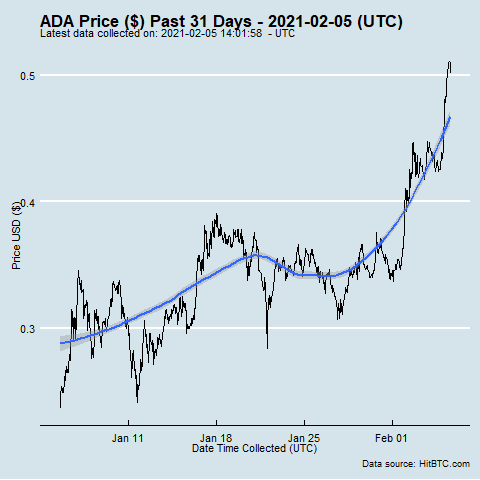 ADA Price ($) Past 31 Days - 2021-02-05 (UTC)
Latest data collected on: 2021-02-05 14:01:58 - UTC
0.5
0.4
0.3
Price USD ($)
Jan 11
Jan 18
Jan 25
Feb 01
Date Time Collected (UTC)
Data source: HitBTC.com